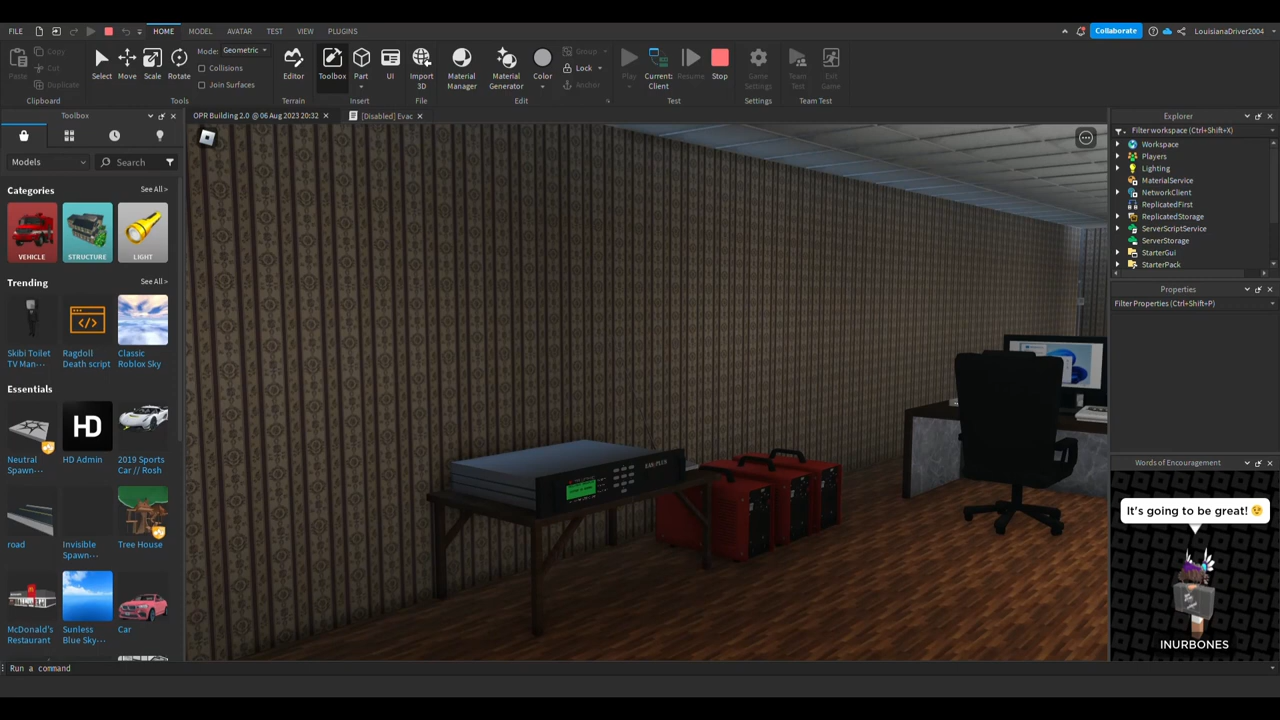 FILE HOME MODEL AVATAR TEST VIEW PLUGINS Collaborate LouisianaDriver2004
Paste Copy Cut Duplicate Clipboard
Select Move Scale Rotate Mode: Geometric Collisions Join Surfaces Tools
Editor Terrain
Toolbox Part UI Insert
Import 3D File
Material Manager Material Generator Color Group Lock Anchor Edit
Play Current: Client Resume Stop Test
Game Settings Settings
Team Test Exit Game Team Test
Toolbox
OPR Building 2.0 @ 06 Aug 2023 20:32
[Disabled] Evac
Models Search
Categories See All >
VEHICLE STRUCTURE LIGHT
Trending See All >
Skibi Toilet TV Man···
Ragdoll Death script
Classic Roblox Sky
Essentials
HD
Neutral Spawn···
HD Admin
2019 Sports Car // Rosh
road
Invisible Spawn···
Tree House
McDonald's Restaurant
Sunless Blue Sky···
Car
Explorer
Filter workspace (Ctrl+Shift+X)
Workspace
Players
Lighting
MaterialService
NetworkClient
ReplicatedFirst
ReplicatedStorage
ServerScriptService
ServerStorage
StarterGui
StarterPack
Properties
Filter Properties (Ctrl+Shift+P)
Words of Encouragement
It's going to be great! 😉
INURBONES
Run a command